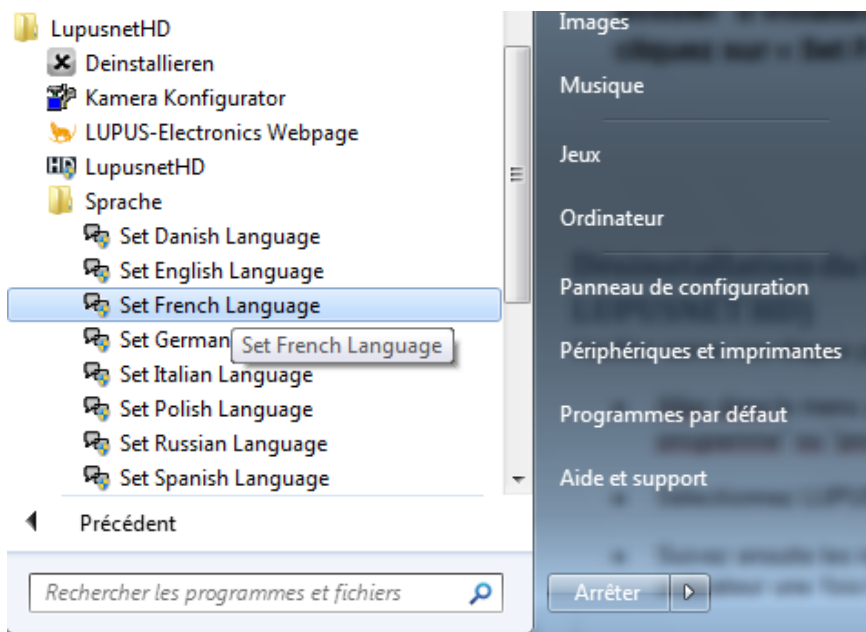 LupusnetHD
Deinstallieren
Kamera Konfigurator
LUPUS-Electronics Webpage
LupusnetHD
Sprache
Set Danish Language
Set English Language
Set French Language
Set German
Set French Language
Set Italian Language
Set Polish Language
Set Russian Language
Set Spanish Language
Précédent
Rechercher les programmes et fichiers
Images
Musique
Jeux
Ordinateur
Panneau de configuration
Périphériques et imprimantes
Programmes par défaut
Aide et support
Arrêter